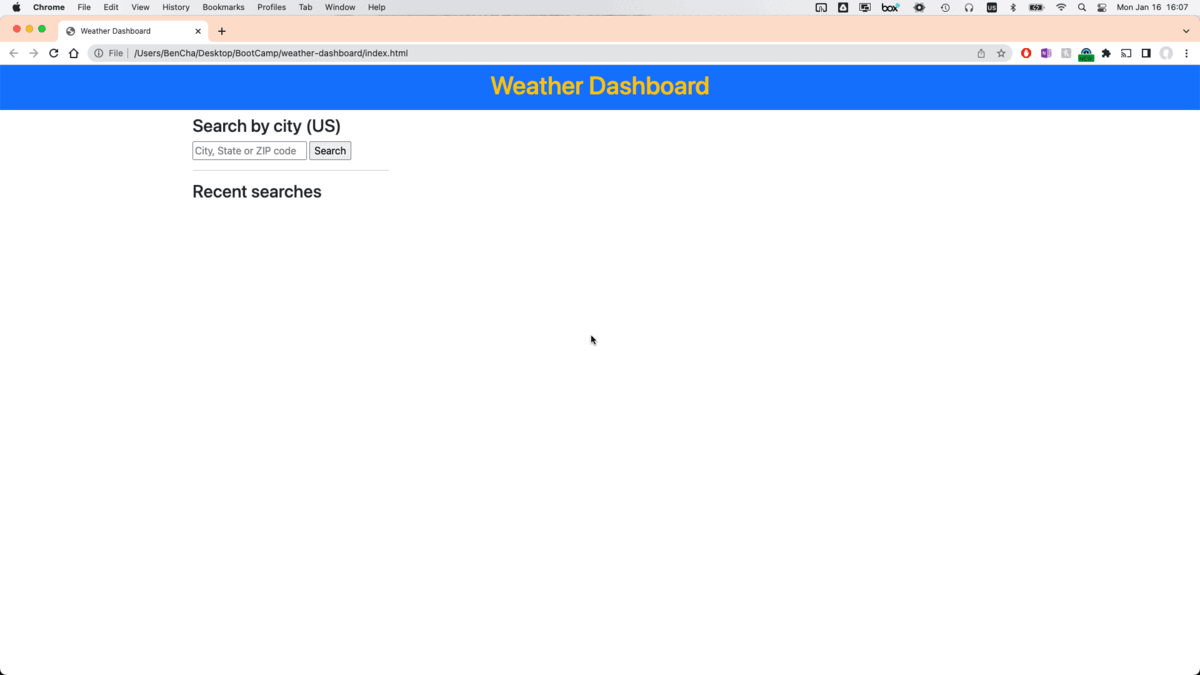 Chrome File Edit View History Bookmarks Profiles Tab Window Help box US Mon Jan 16 16:07
Weather Dashboard
File /Users/BenCha/Desktop/BootCamp/weather-dashboard/index.html NEW
Weather Dashboard
Search by city (US)
City, State or ZIP code Search
Recent searches